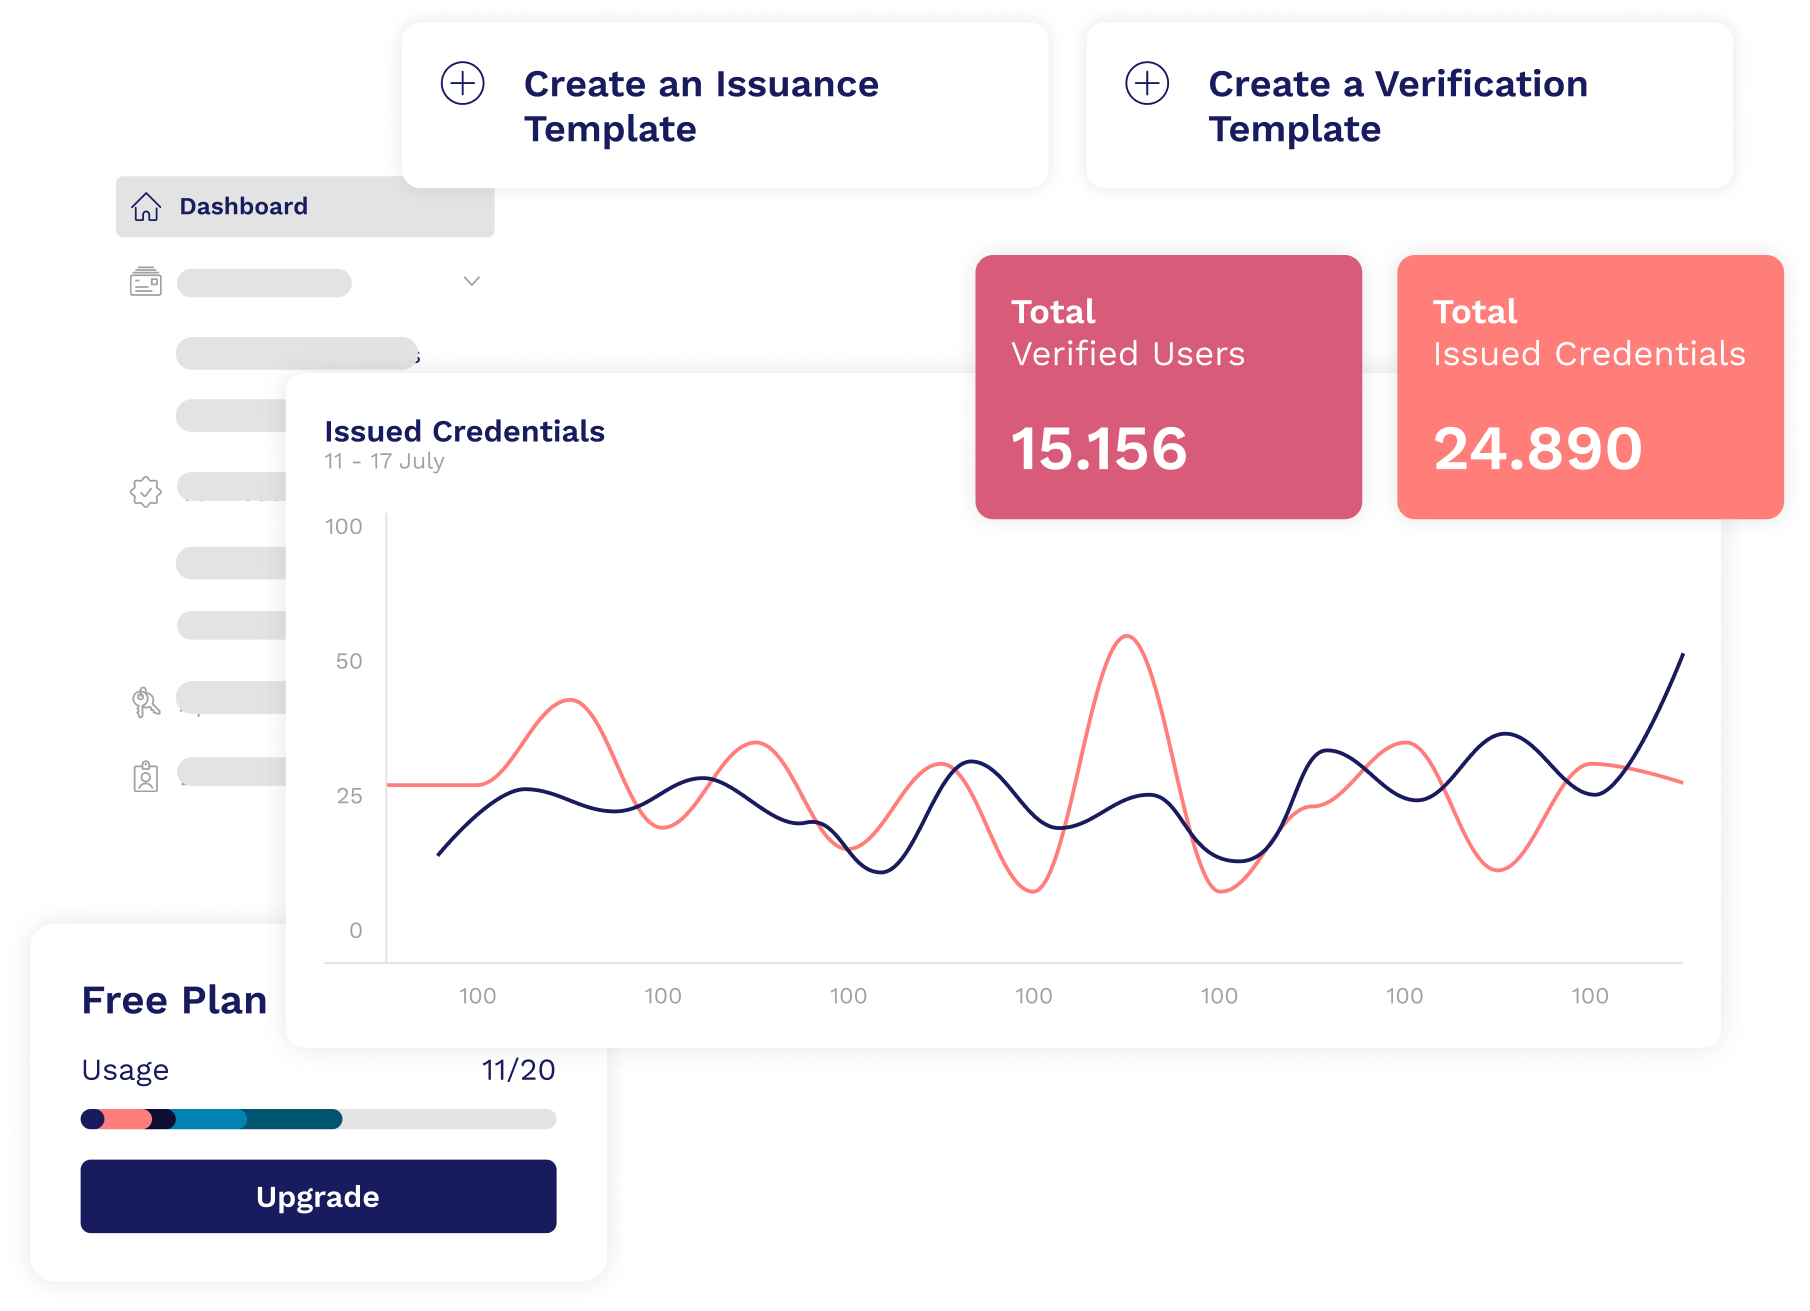 Create an Issuance
Template
Create a Verification
Template
Dashboard
Total
Verified Users
15.156
Total
Issued Credentials
24.890
Issued Credentials
11 - 17 July
100
50
25
0
100 100 100 100 100 100 100
Free Plan
Usage 11/20
Upgrade